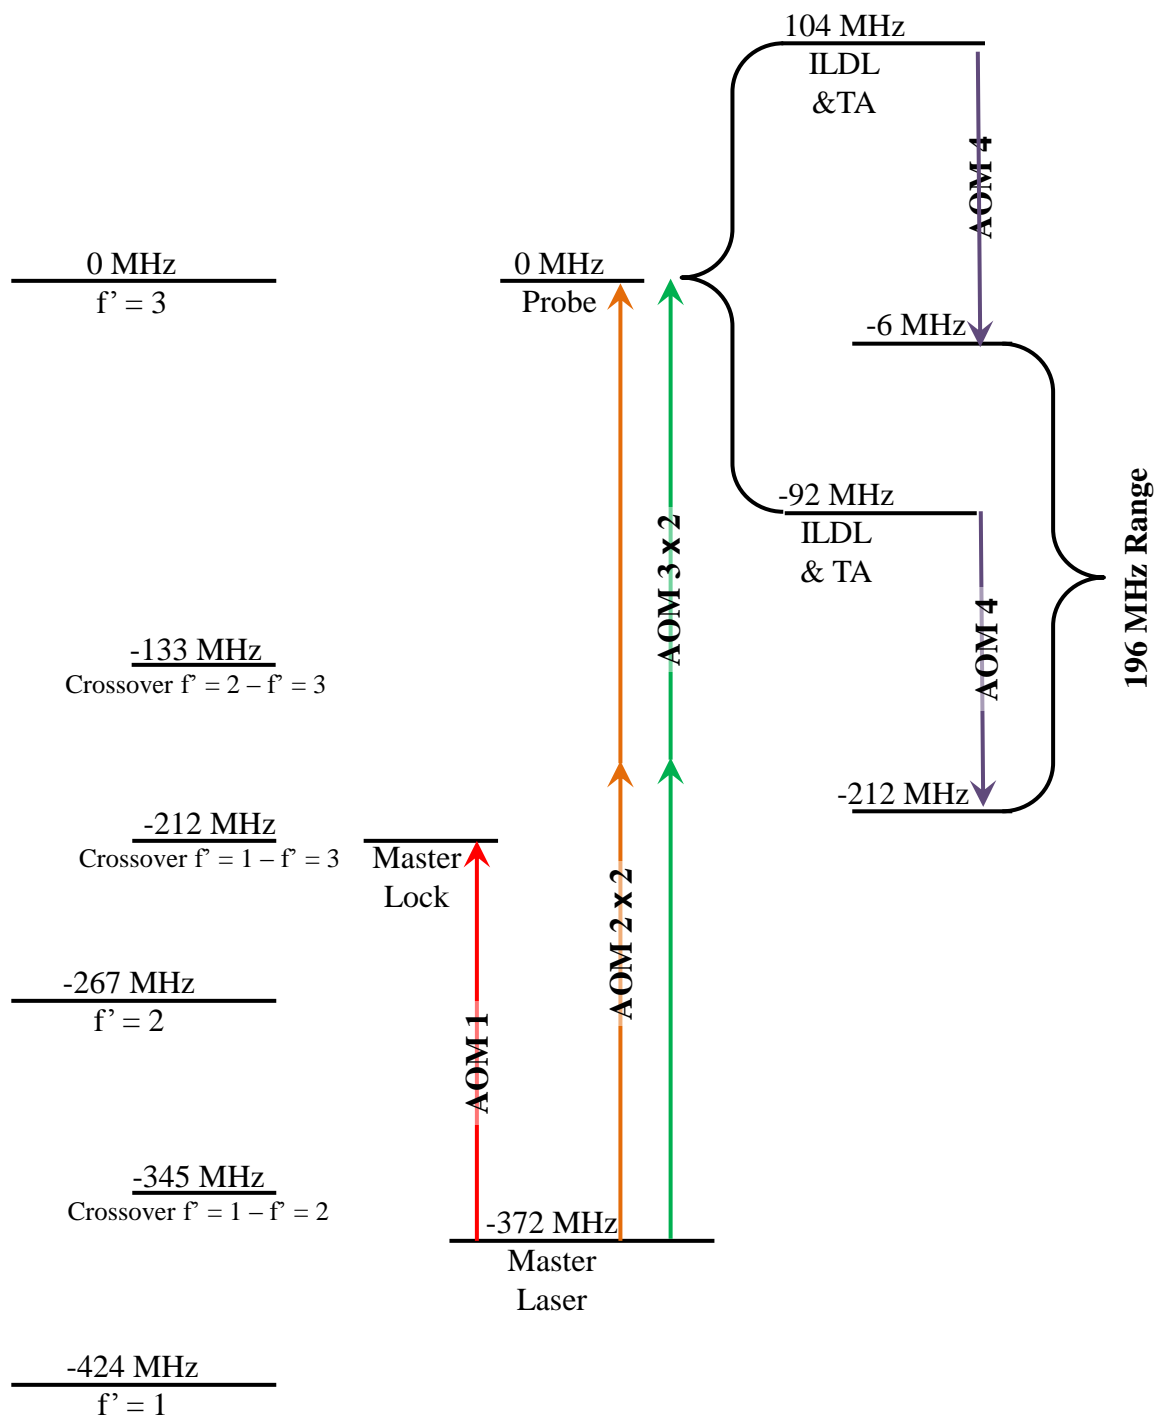 104 MHz
ILDL
&TA
AOM 4
0 MHz
f’ = 3
0 MHz
Probe
-6 MHz
-92 MHz
ILDL
& TA
AOM 3 x 2
AOM 4
196 MHz Range
-133 MHz
Crossover f’ = 2 – f’ = 3
-212 MHz
-212 MHz
Crossover f’ = 1 – f’ = 3
Master
Lock
AOM 2 x 2
-267 MHz
f’ = 2
AOM 1
-345 MHz
Crossover f’ = 1 – f’ = 2
-372 MHz
Master
Laser
-424 MHz
f’ = 1